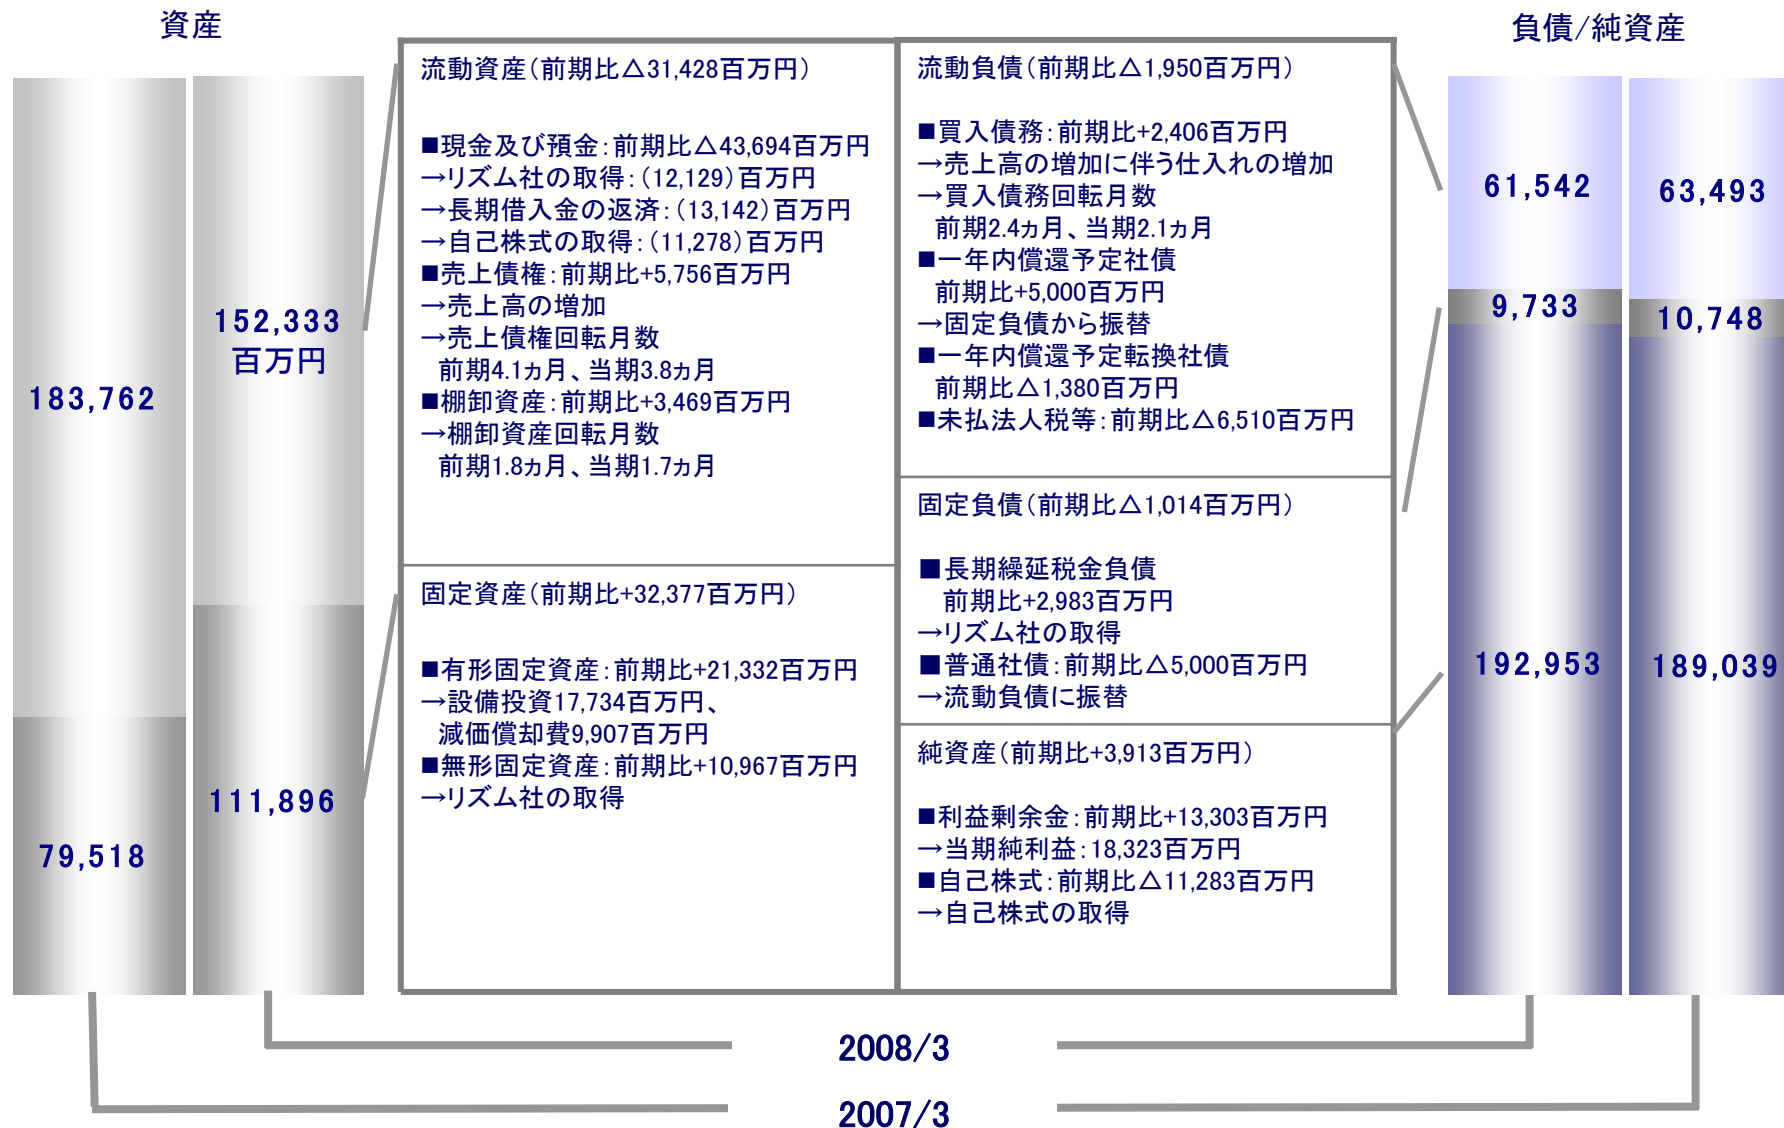 資産
負債/純資産
183,762
79,518
152,333
百万円
111,896
流動資産(前期比△31,428百万円)
■現金及び預金:前期比△43,694百万円
→リズム社の取得:(12,129)百万円
→長期借入金の返済:(13,142)百万円
→自己株式の取得:(11,278)百万円
■売上債権:前期比+5,756百万円
→売上高の増加
→売上債権回転月数
前期4.1ヵ月、当期3.8ヵ月
■棚卸資産:前期比+3,469百万円
→棚卸資産回転月数
前期1.8ヵ月、当期1.7ヵ月
固定資産(前期比+32,377百万円)
■有形固定資産:前期比+21,332百万円
→設備投資17,734百万円、
減価償却費9,907百万円
■無形固定資産:前期比+10,967百万円
→リズム社の取得
流動負債(前期比△1,950百万円)
■買入債務:前期比+2,406百万円
→売上高の増加に伴う仕入れの増加
→買入債務回転月数
前期2.4ヵ月、当期2.1ヵ月
■一年内償還予定社債
前期比+5,000百万円
→固定負債から振替
■一年内償還予定転換社債
前期比△1,380百万円
■未払法人税等:前期比△6,510百万円
固定負債(前期比△1,014百万円)
■長期繰延税金負債
前期比+2,983百万円
→リズム社の取得
■普通社債:前期比△5,000百万円
→流動負債に振替
純資産(前期比+3,913百万円)
■利益剰余金:前期比+13,303百万円
→当期純利益:18,323百万円
■自己株式:前期比△11,283百万円
→自己株式の取得
61,542
9,733
192,953
63,493
10,748
189,039
2008/3
2007/3